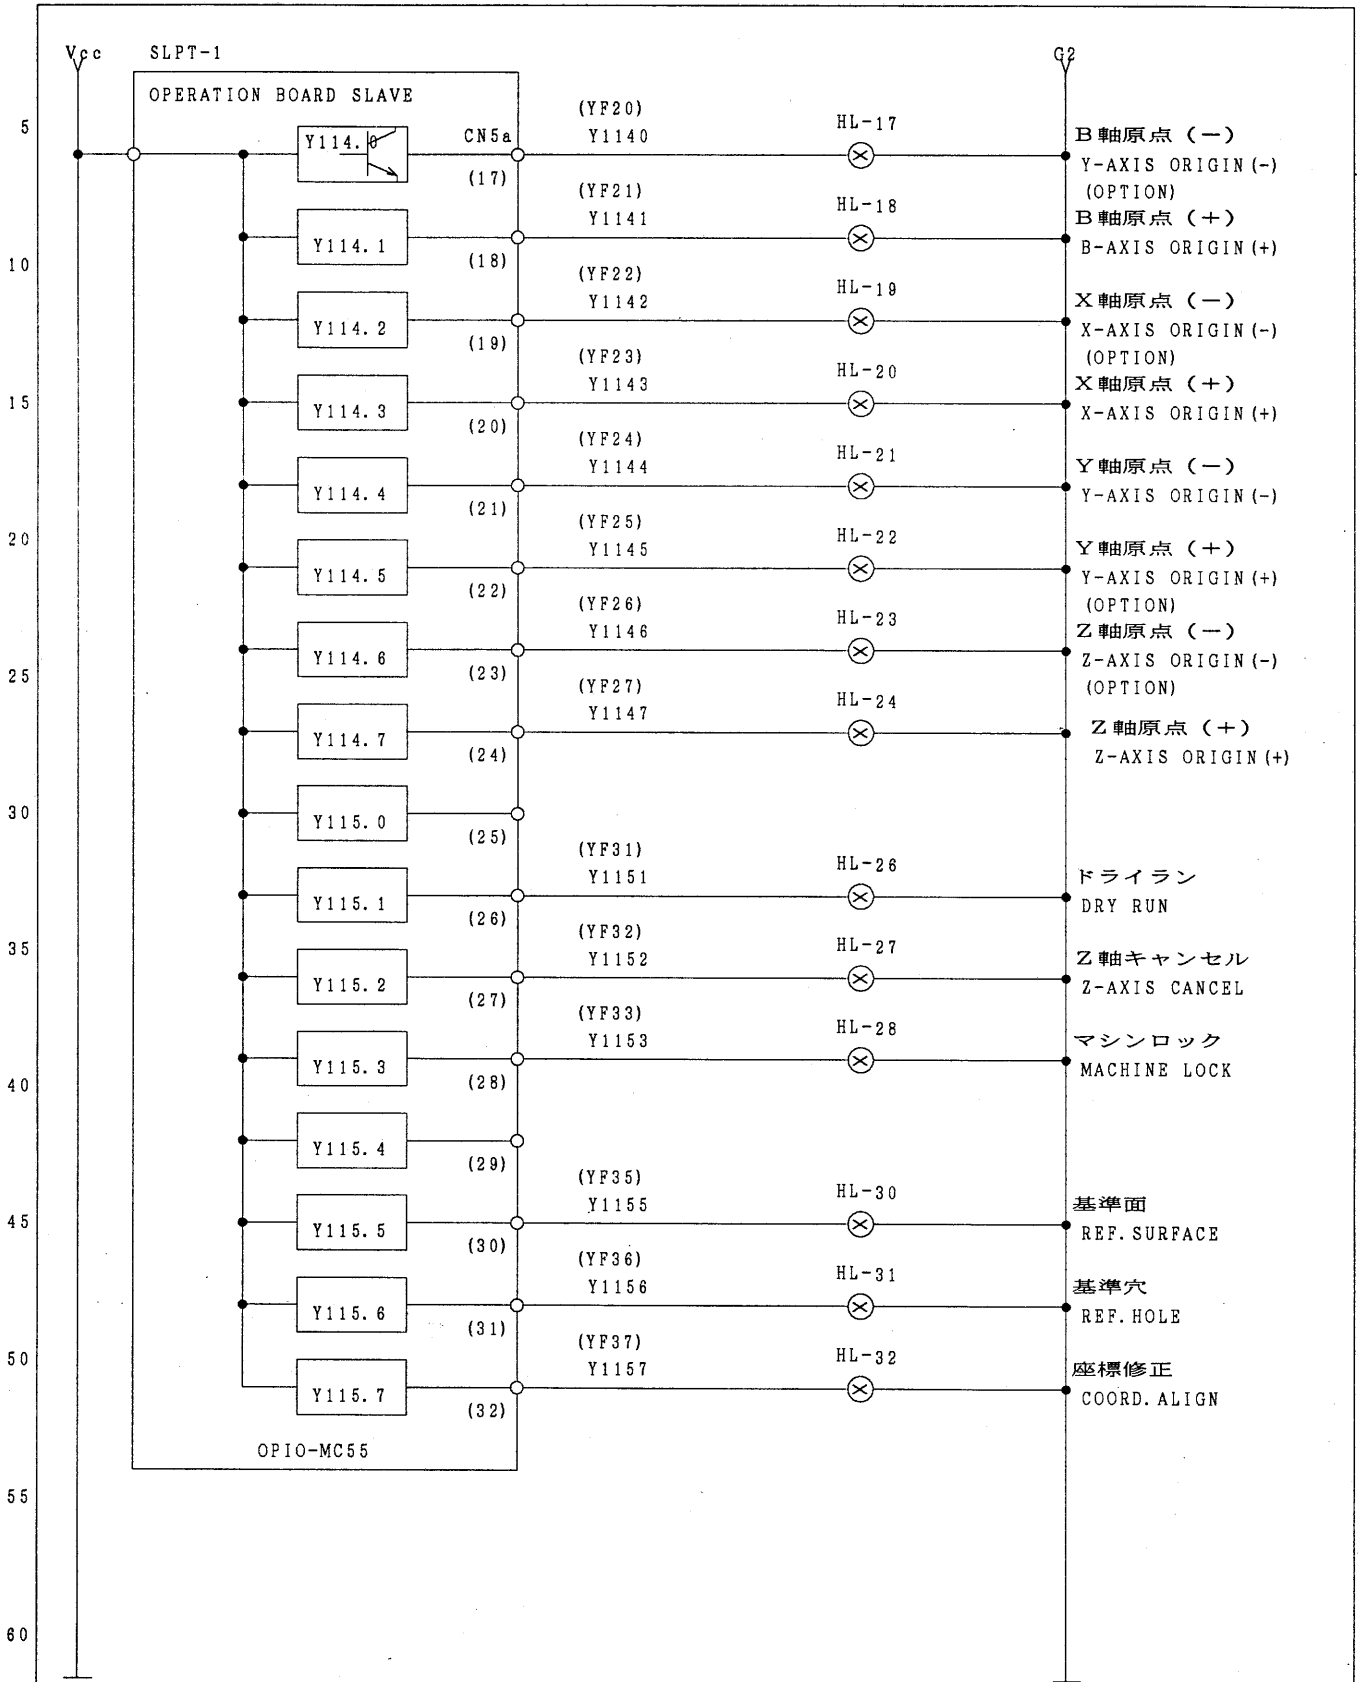 Vcc SLPT-1 G2
OPERATION BOARD SLAVE
5 Y114.0 CN5a (YF20) Y1140 HL-17 B軸原点（－）
(17) Y-AXIS ORIGIN(-)
(OPTION)
Y114.1 (18) (YF21) Y1141 HL-18 B軸原点（＋）
10 B-AXIS ORIGIN(+)
Y114.2 (19) (YF22) Y1142 HL-19 X軸原点（－）
X-AXIS ORIGIN(-)
(OPTION)
15 Y114.3 (20) (YF23) Y1143 HL-20 X軸原点（＋）
X-AXIS ORIGIN(+)
Y114.4 (21) (YF24) Y1144 HL-21 Y軸原点（－）
Y-AXIS ORIGIN(-)
20 Y114.5 (22) (YF25) Y1145 HL-22 Y軸原点（＋）
Y-AXIS ORIGIN(+)
(OPTION)
25 Y114.6 (23) (YF26) Y1146 HL-23 Z軸原点（－）
Z-AXIS ORIGIN(-)
(OPTION)
Y114.7 (24) (YF27) Y1147 HL-24 Z軸原点（＋）
Z-AXIS ORIGIN(+)
30 Y115.0 (25)
Y115.1 (26) (YF31) Y1151 HL-26 ドライラン
DRY RUN
35 Y115.2 (27) (YF32) Y1152 HL-27 Z軸キャンセル
Z-AXIS CANCEL
40 Y115.3 (28) (YF33) Y1153 HL-28 マシンロック
MACHINE LOCK
Y115.4 (29)
45 Y115.5 (30) (YF35) Y1155 HL-30 基準面
REF.SURFACE
Y115.6 (31) (YF36) Y1156 HL-31 基準穴
REF.HOLE
50 Y115.7 (32) (YF37) Y1157 HL-32 座標修正
COORD.ALIGN
OPIO-MC55
55
60